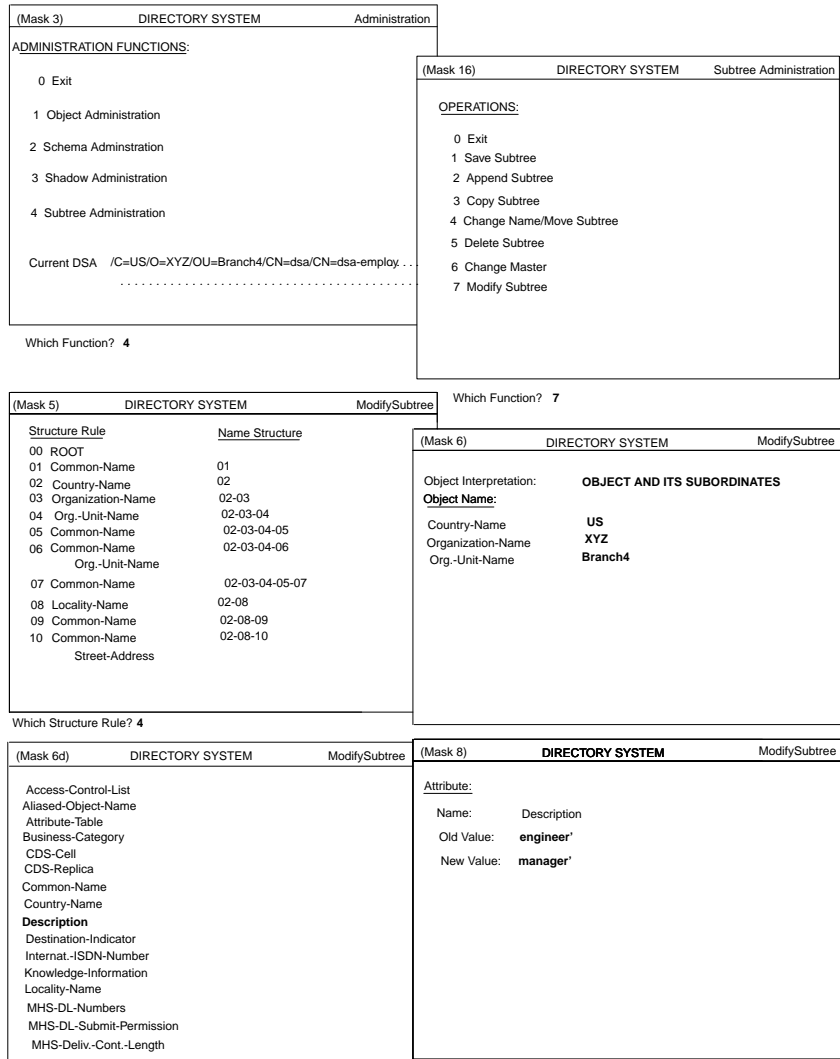 (Mask 3) DIRECTORY SYSTEM Administration
ADMINISTRATION FUNCTIONS:
0 Exit
1 Object Administration
2 Schema Adminstration
3 Shadow Administration
4 Subtree Administration
Current DSA /C=US/O=XYZ/OU=Branch4/CN=dsa/CN=dsa-employ. . . .
. . . . . . . . . . . . . . . . . . . . . . . . . . . . . . . . . . . . . . . . . .
Which Function? 4
(Mask 16) DIRECTORY SYSTEM Subtree Administration
OPERATIONS:
0 Exit
1 Save Subtree
2 Append Subtree
3 Copy Subtree
4 Change Name/Move Subtree
5 Delete Subtree
6 Change Master
7 Modify Subtree
Which Function? 7
(Mask 5) DIRECTORY SYSTEM ModifySubtree
Structure Rule Name Structure
00 ROOT
01 Common-Name 01
02 Country-Name 02
03 Organization-Name 02-03
04 Org.-Unit-Name 02-03-04
05 Common-Name 02-03-04-05
06 Common-Name 02-03-04-06
Org.-Unit-Name
07 Common-Name 02-03-04-05-07
08 Locality-Name 02-08
09 Common-Name 02-08-09
10 Common-Name 02-08-10
Street-Address
Which Structure Rule? 4
(Mask 6) DIRECTORY SYSTEM ModifySubtree
Object Interpretation: OBJECT AND ITS SUBORDINATES
Object Name:
Country-Name US
Organization-Name XYZ
Org.-Unit-Name Branch4
(Mask 6d) DIRECTORY SYSTEM ModifySubtree
Access-Control-List
Aliased-Object-Name
Attribute-Table
Business-Category
CDS-Cell
CDS-Replica
Common-Name
Country-Name
Description
Destination-Indicator
Internat.-ISDN-Number
Knowledge-Information
Locality-Name
MHS-DL-Numbers
MHS-DL-Submit-Permission
MHS-Deliv.-Cont.-Length
(Mask 8) DIRECTORY SYSTEM ModifySubtree
Attribute:
Name: Description
Old Value: engineer’
New Value: manager’